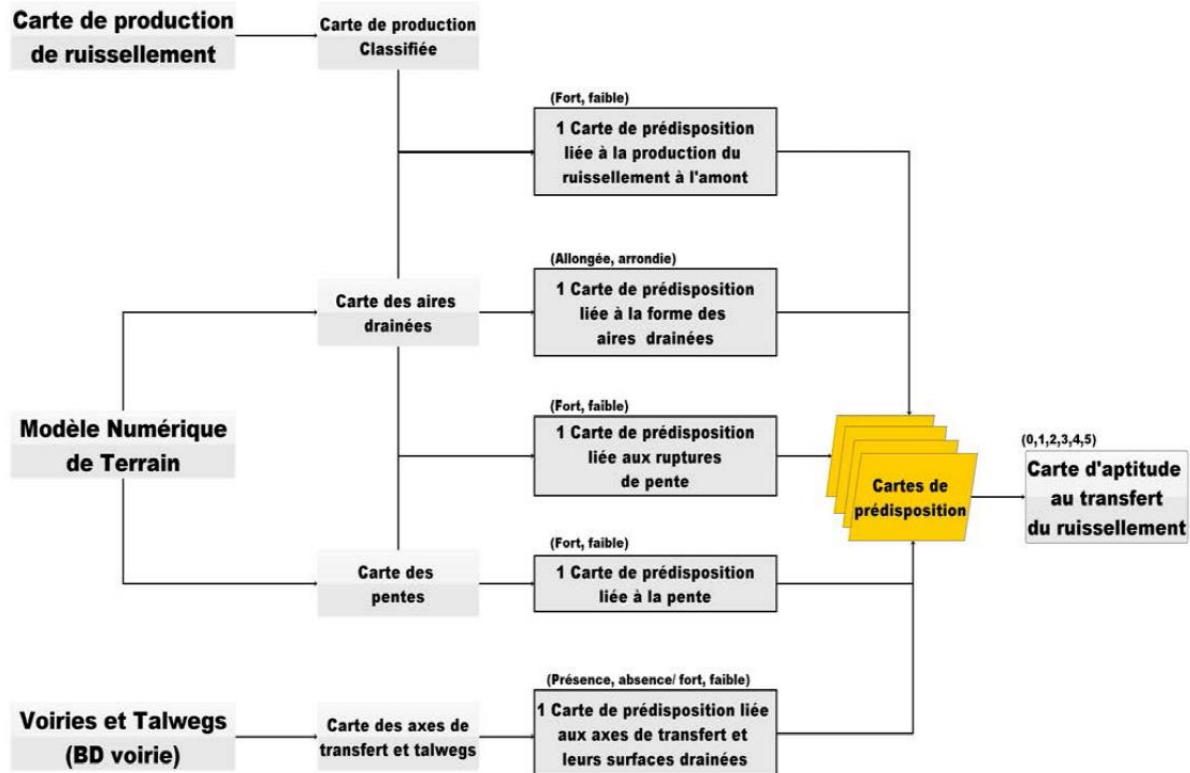 Carte de production
de ruissellement
Carte de production
Classifiée
(Fort, faible)
1 Carte de prédisposition
liée à la production du
ruissellement à l'amont
(Allongée, arrondie)
Carte des aires
drainées
1 Carte de prédisposition
liée à la forme des
aires drainées
Modèle Numérique
de Terrain
(Fort, faible)
1 Carte de prédisposition
liée aux ruptures
de pente
Cartes de
prédisposition
(0,1,2,3,4,5)
Carte d'aptitude
au transfert
du ruissellement
(Fort, faible)
Carte des
pentes
1 Carte de prédisposition
liée à la pente
(Présence, absence/ fort, faible)
Voiries et Talwegs
(BD voirie)
Carte des axes de
transfert et talwegs
1 Carte de prédisposition liée
aux axes de transfert et
leurs surfaces drainées